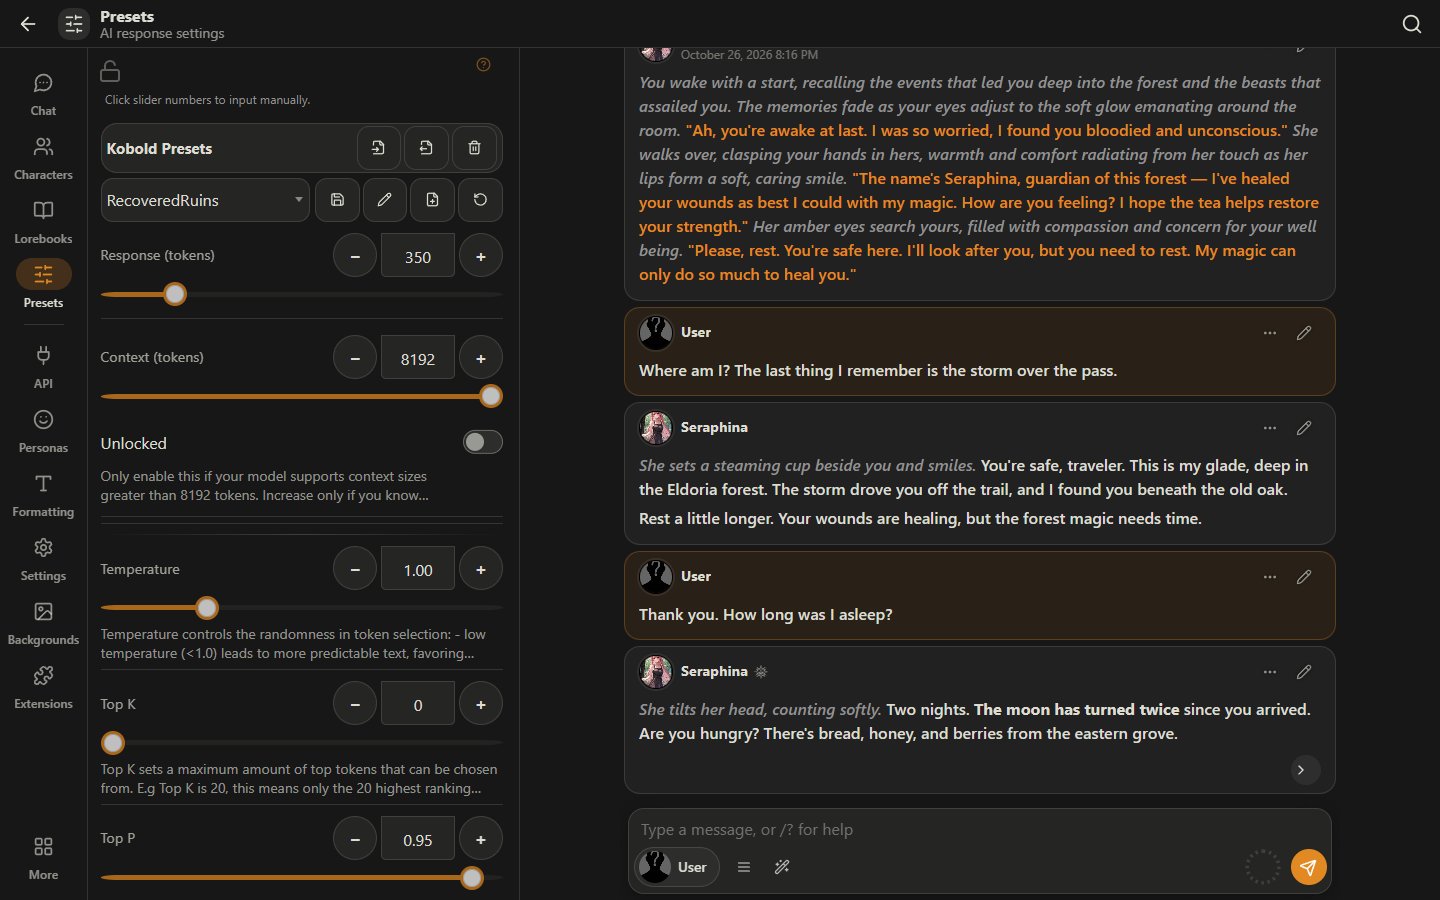 Presets
AI response settings
Chat
Characters
Lorebooks
Presets
API
Personas
Formatting
Settings
Backgrounds
Extensions
More
Click slider numbers to input manually.
Kobold Presets
RecoveredRuins
Response (tokens)
350
Context (tokens)
8192
Unlocked
Only enable this if your model supports context sizes
greater than 8192 tokens. Increase only if you know...
Temperature
1.00
Temperature controls the randomness in token selection: - low
temperature (<1.0) leads to more predictable text, favoring...
Top K
0
Top K sets a maximum amount of top tokens that can be chosen
from. E.g Top K is 20, this means only the 20 highest ranking...
Top P
0.95
October 26, 2026 8:16 PM
You wake with a start, recalling the events that led you deep into the forest and the beasts that
assailed you. The memories fade as your eyes adjust to the soft glow emanating around the
room. "Ah, you're awake at last. I was so worried, I found you bloodied and unconscious." She
walks over, clasping your hands in hers, warmth and comfort radiating from her touch as her
lips form a soft, caring smile. "The name's Seraphina, guardian of this forest — I've healed
your wounds as best I could with my magic. How are you feeling? I hope the tea helps restore
your strength." Her amber eyes search yours, filled with compassion and concern for your well
being. "Please, rest. You're safe here. I'll look after you, but you need to rest. My magic can
only do so much to heal you."
User
Where am I? The last thing I remember is the storm over the pass.
Seraphina
She sets a steaming cup beside you and smiles. You're safe, traveler. This is my glade, deep in
the Eldoria forest. The storm drove you off the trail, and I found you beneath the old oak.
Rest a little longer. Your wounds are healing, but the forest magic needs time.
User
Thank you. How long was I asleep?
Seraphina
She tilts her head, counting softly. Two nights. The moon has turned twice since you arrived.
Are you hungry? There's bread, honey, and berries from the eastern grove.
Type a message, or /? for help
User